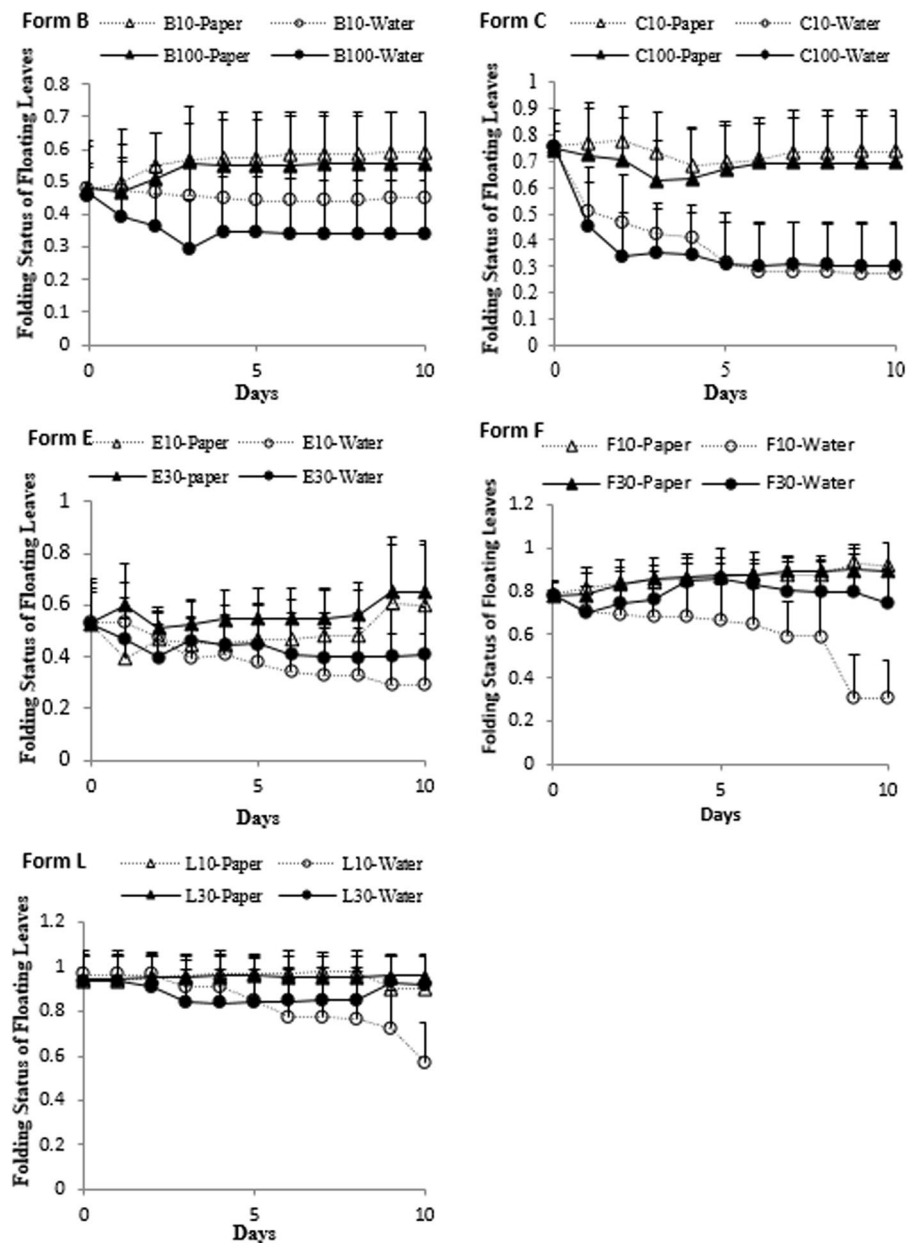 Form B
B10-Paper B10-Water
B100-Paper B100-Water
Folding Status of Floating Leaves
0.8
0.7
0.6
0.5
0.4
0.3
0.2
0.1
0
0 5 10
Days
Form C
C10-Paper C10-Water
C100-Paper C100-Water
Folding Status of Floating Leaves
1
0.9
0.8
0.7
0.6
0.5
0.4
0.3
0.2
0.1
0
0 5 10
Days
Form E
E10-Paper E10-Water
E30-paper E30-Water
Folding Status of Floating Leaves
1
0.8
0.6
0.4
0.2
0
0 5 10
Days
Form F
F10-Paper F10-Water
F30-Paper F30-Water
Folding Status of Floating Leaves
1.2
1
0.8
0.6
0.4
0.2
0
0 5 10
Days
Form L
L10-Paper L10-Water
L30-Paper L30-Water
Folding Status of Floating Leaves
1.2
1
0.8
0.6
0.4
0.2
0
0 5 10
Days